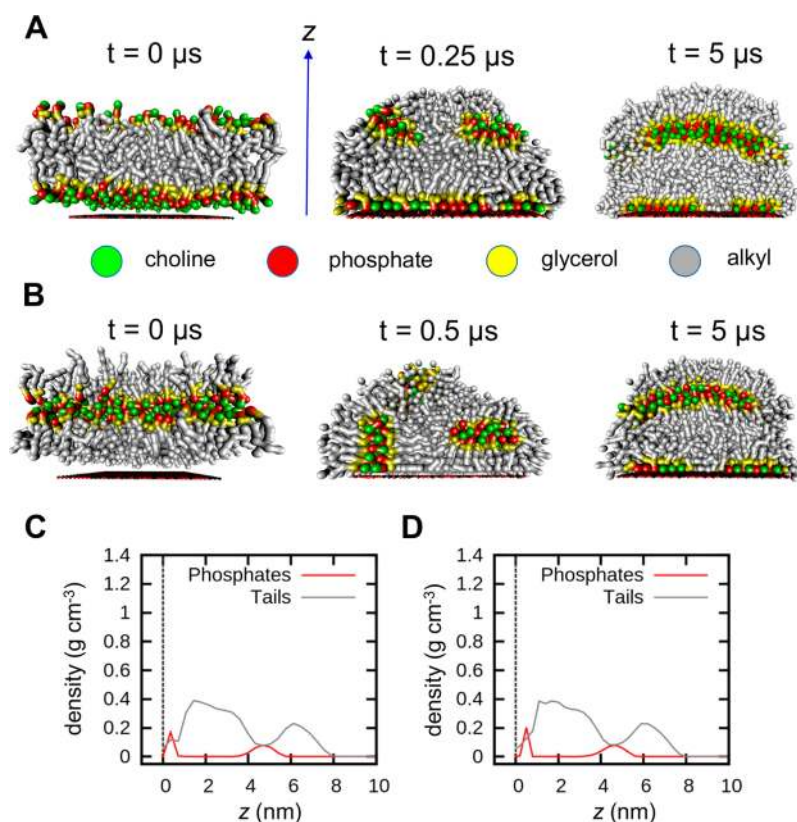 A
z
t = 0 μs t = 0.25 μs t = 5 μs
choline phosphate glycerol alkyl
B
t = 0 μs t = 0.5 μs t = 5 μs
C
1.4
1.2
1
0.8
0.6
0.4
0.2
0
density (g cm⁻³)
Phosphates
Tails
0 2 4 6 8 10
z (nm)
D
1.4
1.2
1
0.8
0.6
0.4
0.2
0
density (g cm⁻³)
Phosphates
Tails
0 2 4 6 8 10
z (nm)